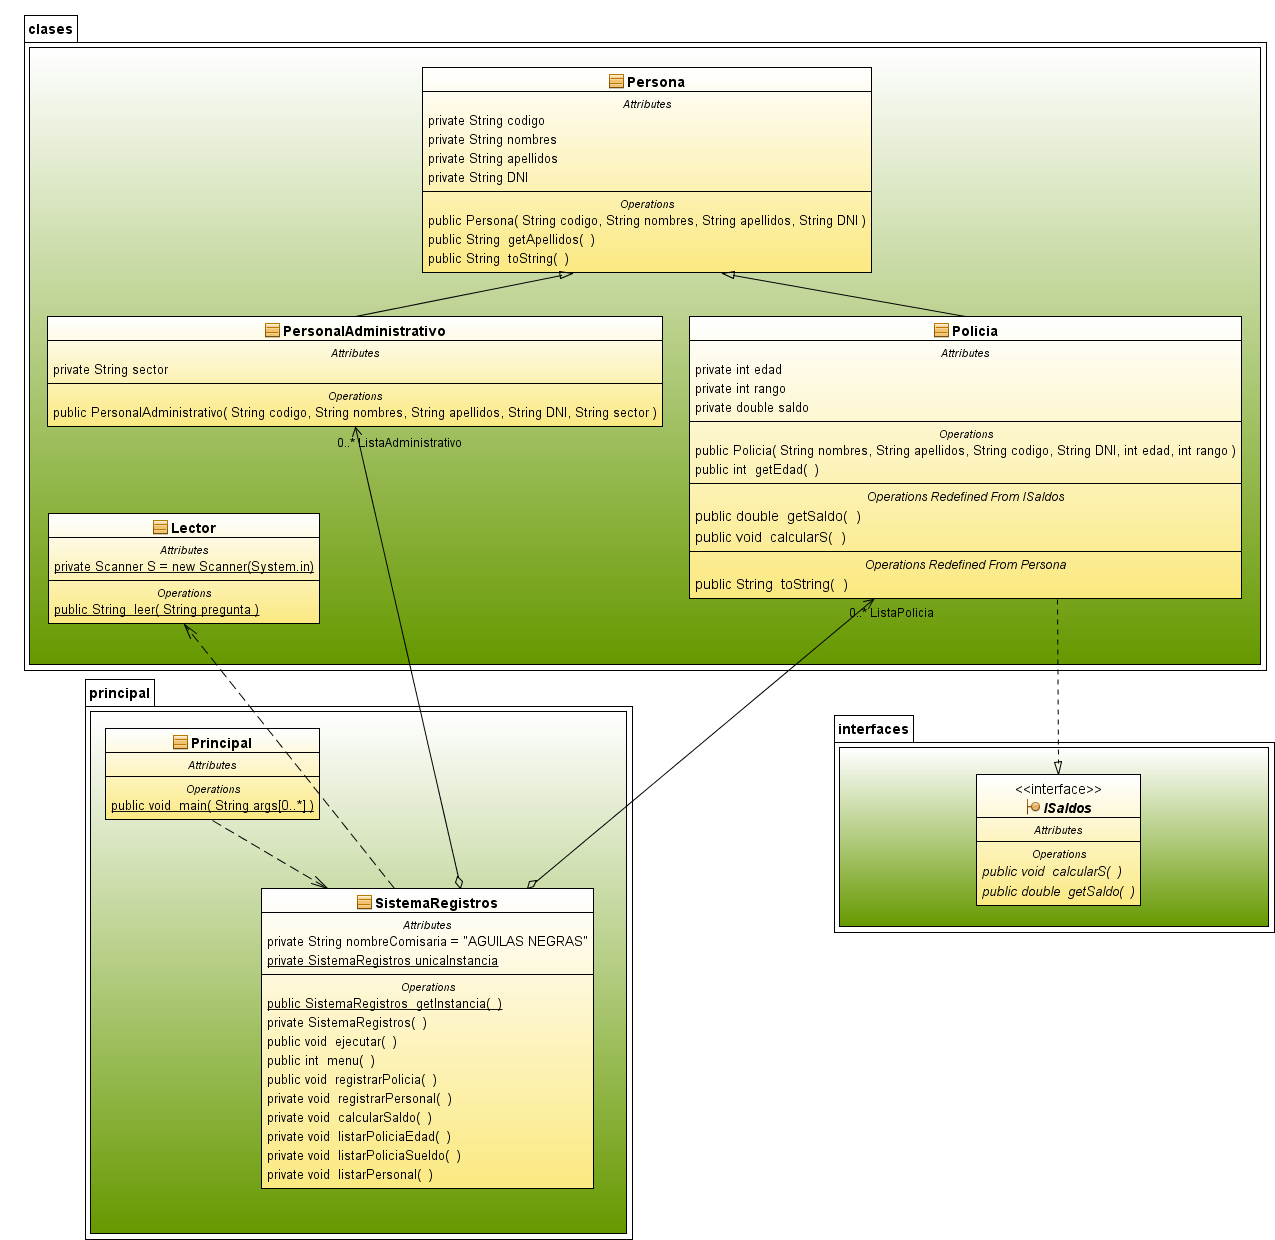 clases
Persona
Attributes
private String codigo
private String nombres
private String apellidos
private String DNI
Operations
public Persona( String codigo, String nombres, String apellidos, String DNI )
public String getApellidos( )
public String toString( )
PersonalAdministrativo
Attributes
private String sector
Operations
public PersonalAdministrativo( String codigo, String nombres, String apellidos, String DNI, String sector )
0..* ListaAdministrativo
Policia
Attributes
private int edad
private int rango
private double saldo
Operations
public Policia( String nombres, String apellidos, String codigo, String DNI, int edad, int rango )
public int getEdad( )
Operations Redefined From ISaldos
public double getSaldo( )
public void calcularS( )
Operations Redefined From Persona
public String toString( )
0..* ListaPolicia
Lector
Attributes
private Scanner S = new Scanner(System.in)
Operations
public String leer( String pregunta )
principal
Principal
Attributes
Operations
public void main( String args[0..*] )
SistemaRegistros
Attributes
private String nombreComisaria = "AGUILAS NEGRAS"
private SistemaRegistros unicaInstancia
Operations
public SistemaRegistros getInstancia( )
private SistemaRegistros( )
public void ejecutar( )
public int menu( )
public void registrarPolicia( )
private void registrarPersonal( )
private void calcularSaldo( )
private void listarPoliciaEdad( )
private void listarPoliciaSueldo( )
private void listarPersonal( )
interfaces
<<interface>>
ISaldos
Attributes
Operations
public void calcularS( )
public double getSaldo( )